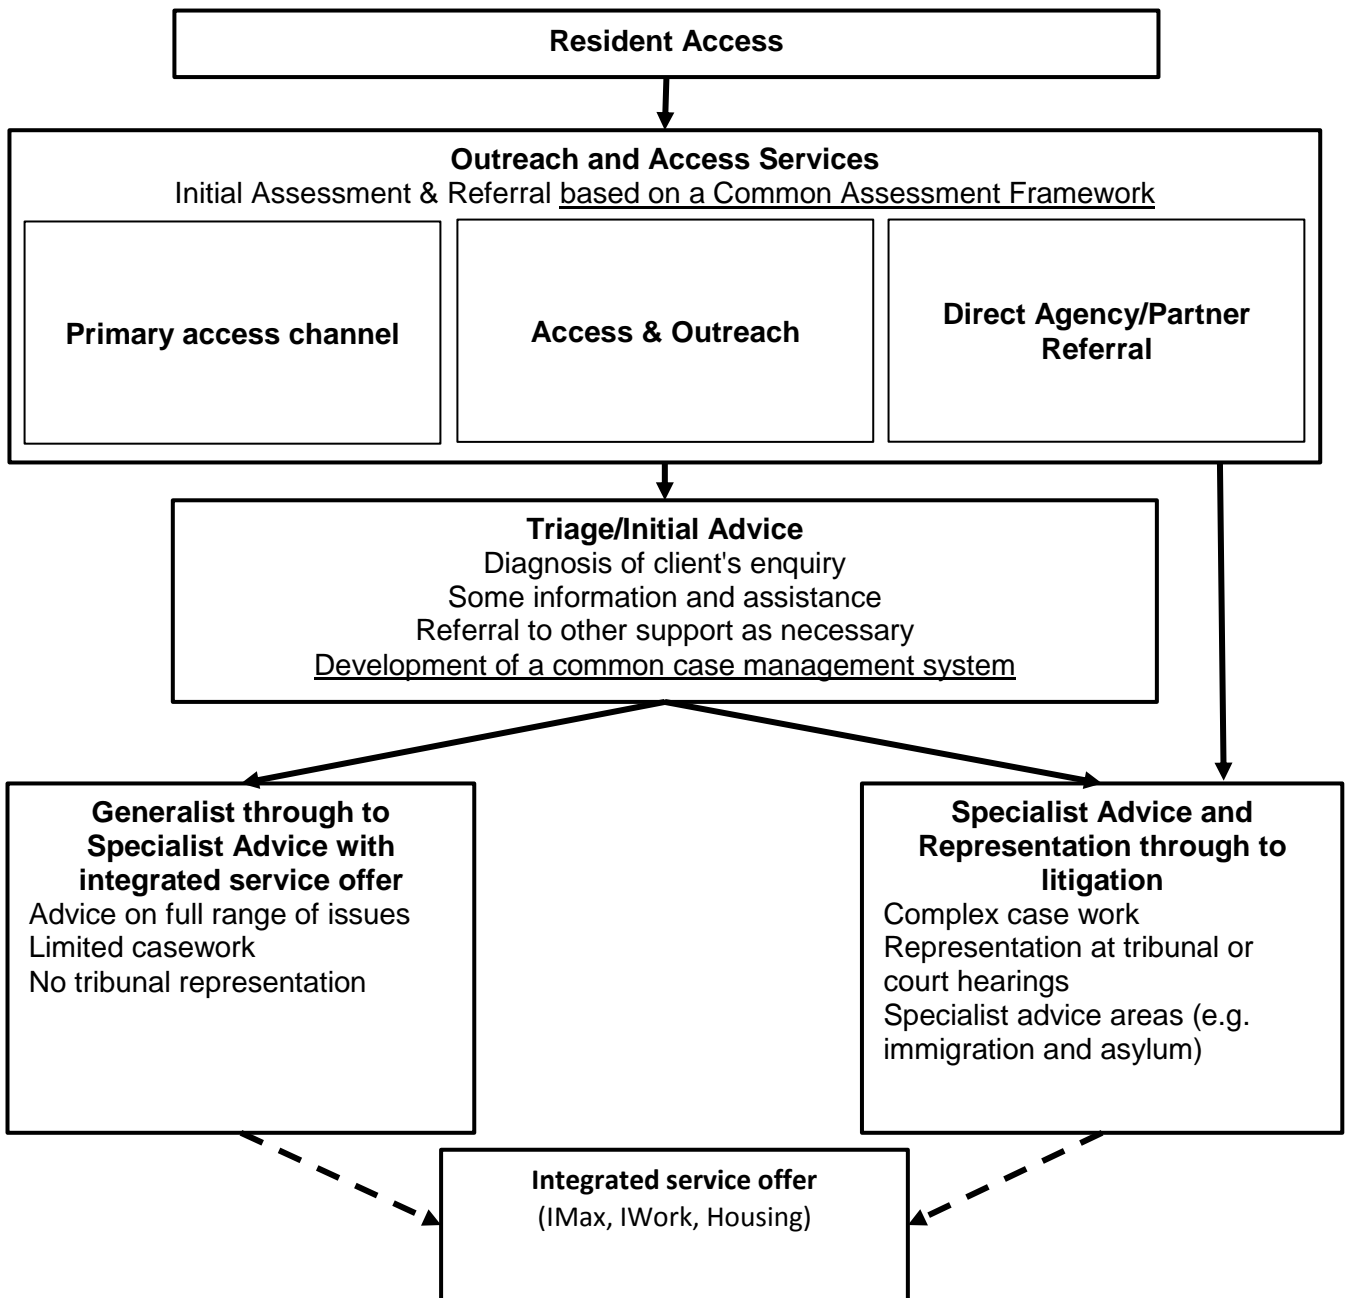 Resident Access
Outreach and Access Services
Initial Assessment & Referral based on a Common Assessment Framework
Primary access channel
Access & Outreach
Direct Agency/Partner
Referral
Triage/Initial Advice
Diagnosis of client's enquiry
Some information and assistance
Referral to other support as necessary
Development of a common case management system
Generalist through to
Specialist Advice with
integrated service offer
Advice on full range of issues
Limited casework
No tribunal representation
Specialist Advice and
Representation through to
litigation
Complex case work
Representation at tribunal or
court hearings
Specialist advice areas (e.g.
immigration and asylum)
Integrated service offer
(IMax, IWork, Housing)